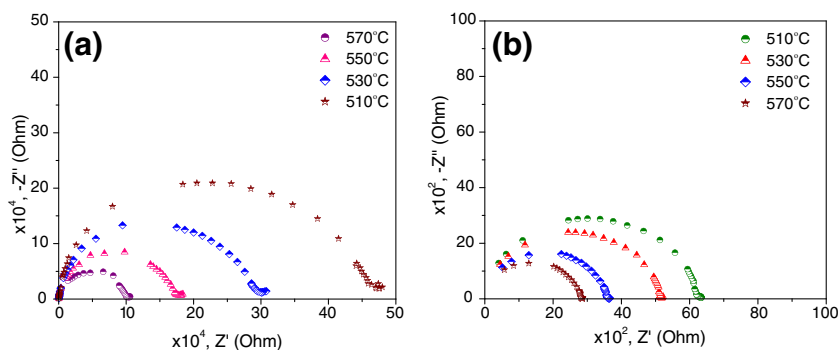 (a)
570°C
550°C
530°C
510°C
50
40
30
20
10
0
x10⁴, -Z'' (Ohm)
0 10 20 30 40 50
x10⁴, Z' (Ohm)
(b)
510°C
530°C
550°C
570°C
100
80
60
40
20
0
x10², -Z'' (Ohm)
0 20 40 60 80 100
x10², Z' (Ohm)